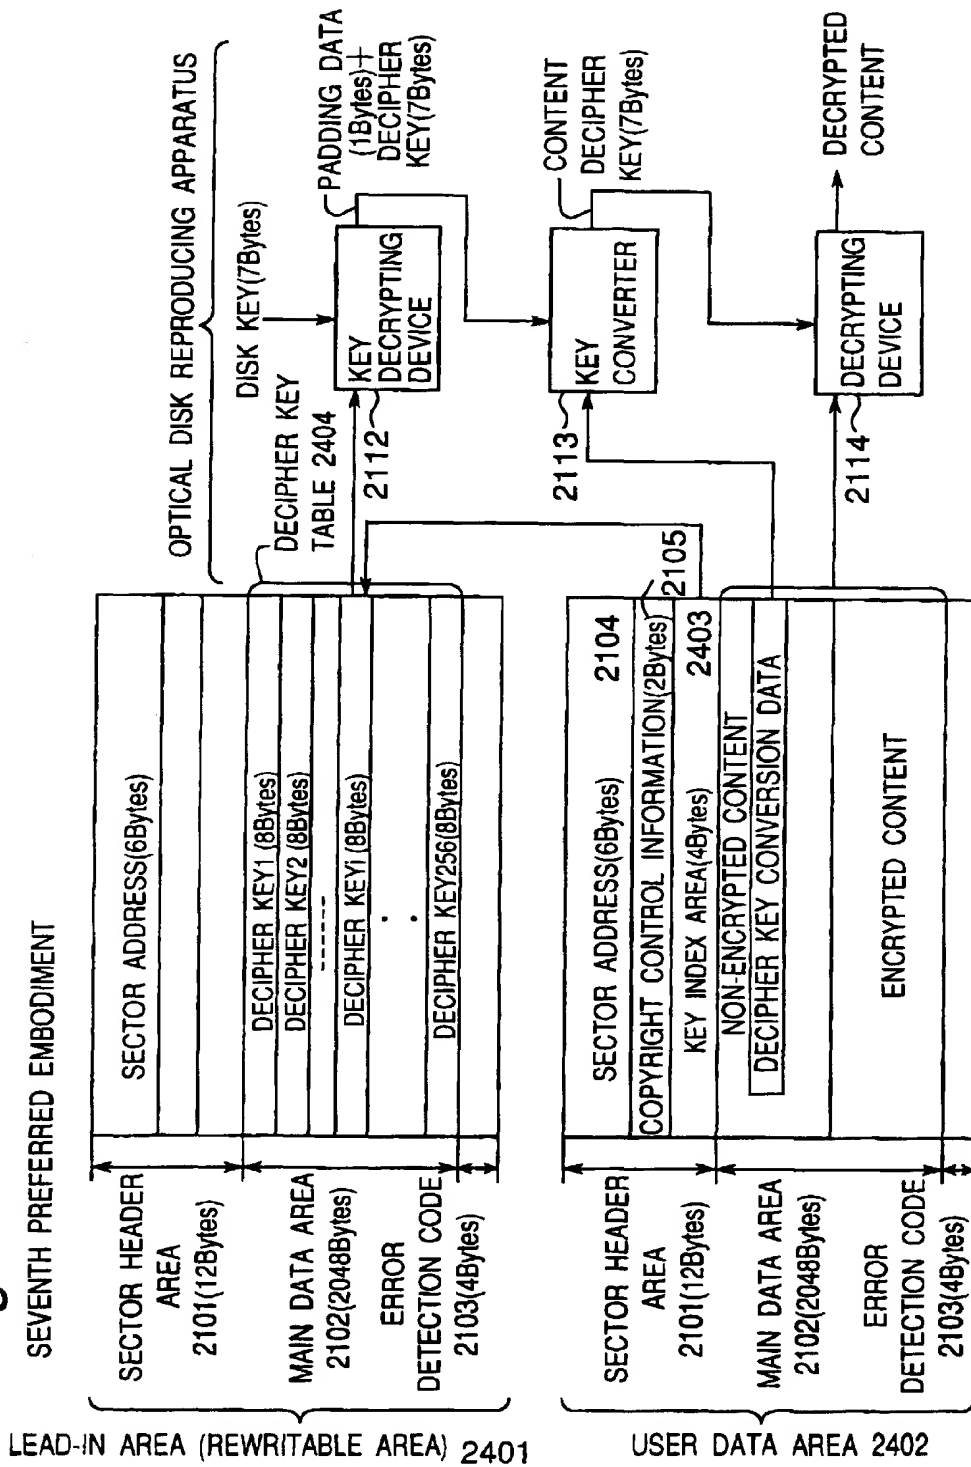 SEVENTH PREFERRED EMBODIMENT
OPTICAL DISK REPRODUCING APPARATUS
LEAD-IN AREA (REWRITABLE AREA) 2401
SECTOR HEADER
AREA
2101(12Bytes)
MAIN DATA AREA
2102(2048Bytes)
ERROR
DETECTION CODE
2103(4Bytes)
SECTOR ADDRESS(6Bytes)
DECIPHER KEY1 (8Bytes)
DECIPHER KEY2 (8Bytes)
DECIPHER KEYi (8Bytes)
DECIPHER KEY256(8Bytes)
DECIPHER KEY
TABLE 2404
DISK KEY(7Bytes)
KEY
DECRYPTING
DEVICE
2112
PADDING DATA
(1Bytes)+
DECIPHER
KEY(7Bytes)
KEY
CONVERTER
2113
CONTENT
DECIPHER
KEY(7Bytes)
DECRYPTING
DEVICE
2114
DECRYPTED
CONTENT
USER DATA AREA 2402
SECTOR HEADER
AREA
2101(12Bytes)
MAIN DATA AREA
2102(2048Bytes)
ERROR
DETECTION CODE
2103(4Bytes)
SECTOR ADDRESS(6Bytes) 2104
COPYRIGHT CONTROL INFORMATION(2Bytes) 2105
KEY INDEX AREA(4Bytes) 2403
NON-ENCRYPTED CONTENT
DECIPHER KEY CONVERSION DATA
ENCRYPTED CONTENT